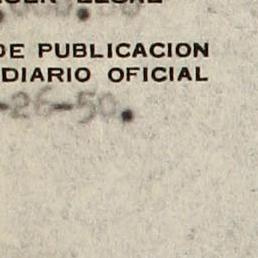 DE PUBLICACION
DIARIO OFICIAL
-26-50.